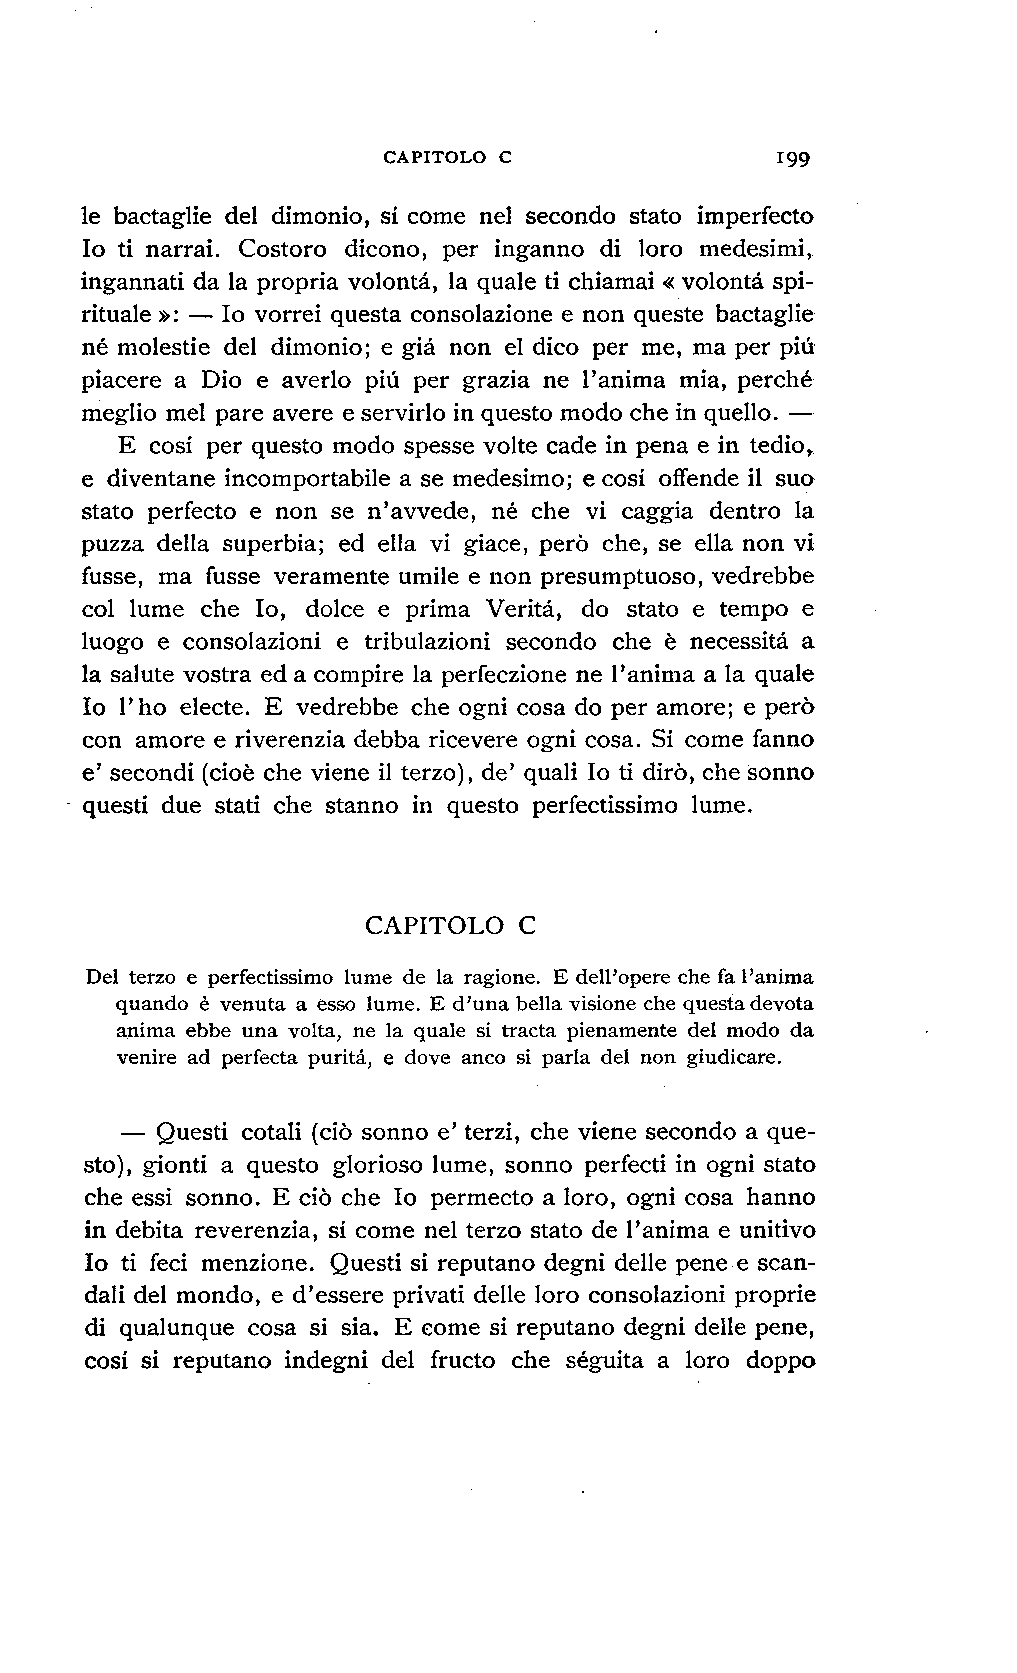 CAPITOLO C 199
le bactaglie del dimonio, sí come nel secondo stato imperfecto
Io ti narrai. Costoro dicono, per inganno di loro medesimi,
ingannati da la propria volontá, la quale ti chiamai « volontá spi-
rituale »: — Io vorrei questa consolazione e non queste bactaglie
né molestie del dimonio; e giá non el dico per me, ma per piú
piacere a Dio e averlo piú per grazia ne l'anima mia, perché
meglio mel pare avere e servirlo in questo modo che in quello. —
E cosí per questo modo spesse volte cade in pena e in tedio,
e diventane incomportabile a se medesimo; e cosí offende il suo
stato perfecto e non se n'avvede, né che vi caggia dentro la
puzza della superbia; ed ella vi giace, però che, se ella non vi
fusse, ma fusse veramente umile e non presumptuoso, vedrebbe
col lume che Io, dolce e prima Veritá, do stato e tempo e
luogo e consolazioni e tribulazioni secondo che è necessitá a
la salute vostra ed a compire la perfeczione ne l'anima a la quale
Io l'ho electe. E vedrebbe che ogni cosa do per amore; e però
con amore e riverenzia debba ricevere ogni cosa. Sí come fanno
e' secondi (cioè che viene il terzo), de' quali Io ti dirò, che sonno
questi due stati che stanno in questo perfectissimo lume.
CAPITOLO C
Del terzo e perfectissimo lume de la ragione. E dell'opere che fa l'anima
quando è venuta a esso lume. E d'una bella visione che questa devota
anima ebbe una volta, ne la quale si tracta pienamente del modo da
venire ad perfecta puritá, e dove anco si parla del non giudicare.
— Questi cotali (ciò sonno e' terzi, che viene secondo a que-
sto), gionti a questo glorioso lume, sonno perfecti in ogni stato
che essi sonno. E ciò che Io permecto a loro, ogni cosa hanno
in debita reverenzia, sí come nel terzo stato de l'anima e unitivo
Io ti feci menzione. Questi si reputano degni delle pene e scan-
dali del mondo, e d'essere privati delle loro consolazioni proprie
di qualunque cosa si sia. E come si reputano degni delle pene,
cosí si reputano indegni del fructo che séguita a loro doppo